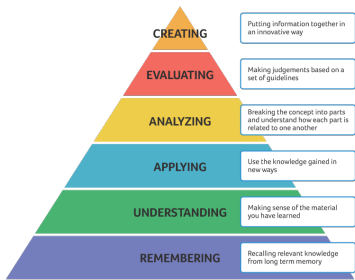 CREATING
Putting information together
in an innovative way
EVALUATING
Making judgements based on a
set of guidelines
ANALYZING
Breaking the concept into parts
and understand how each part is
related to one another
APPLYING
Use the knowledge gained in
new ways
UNDERSTANDING
Making sense of the material
you have learned
REMEMBERING
Recalling relevant knowledge
from long term memory